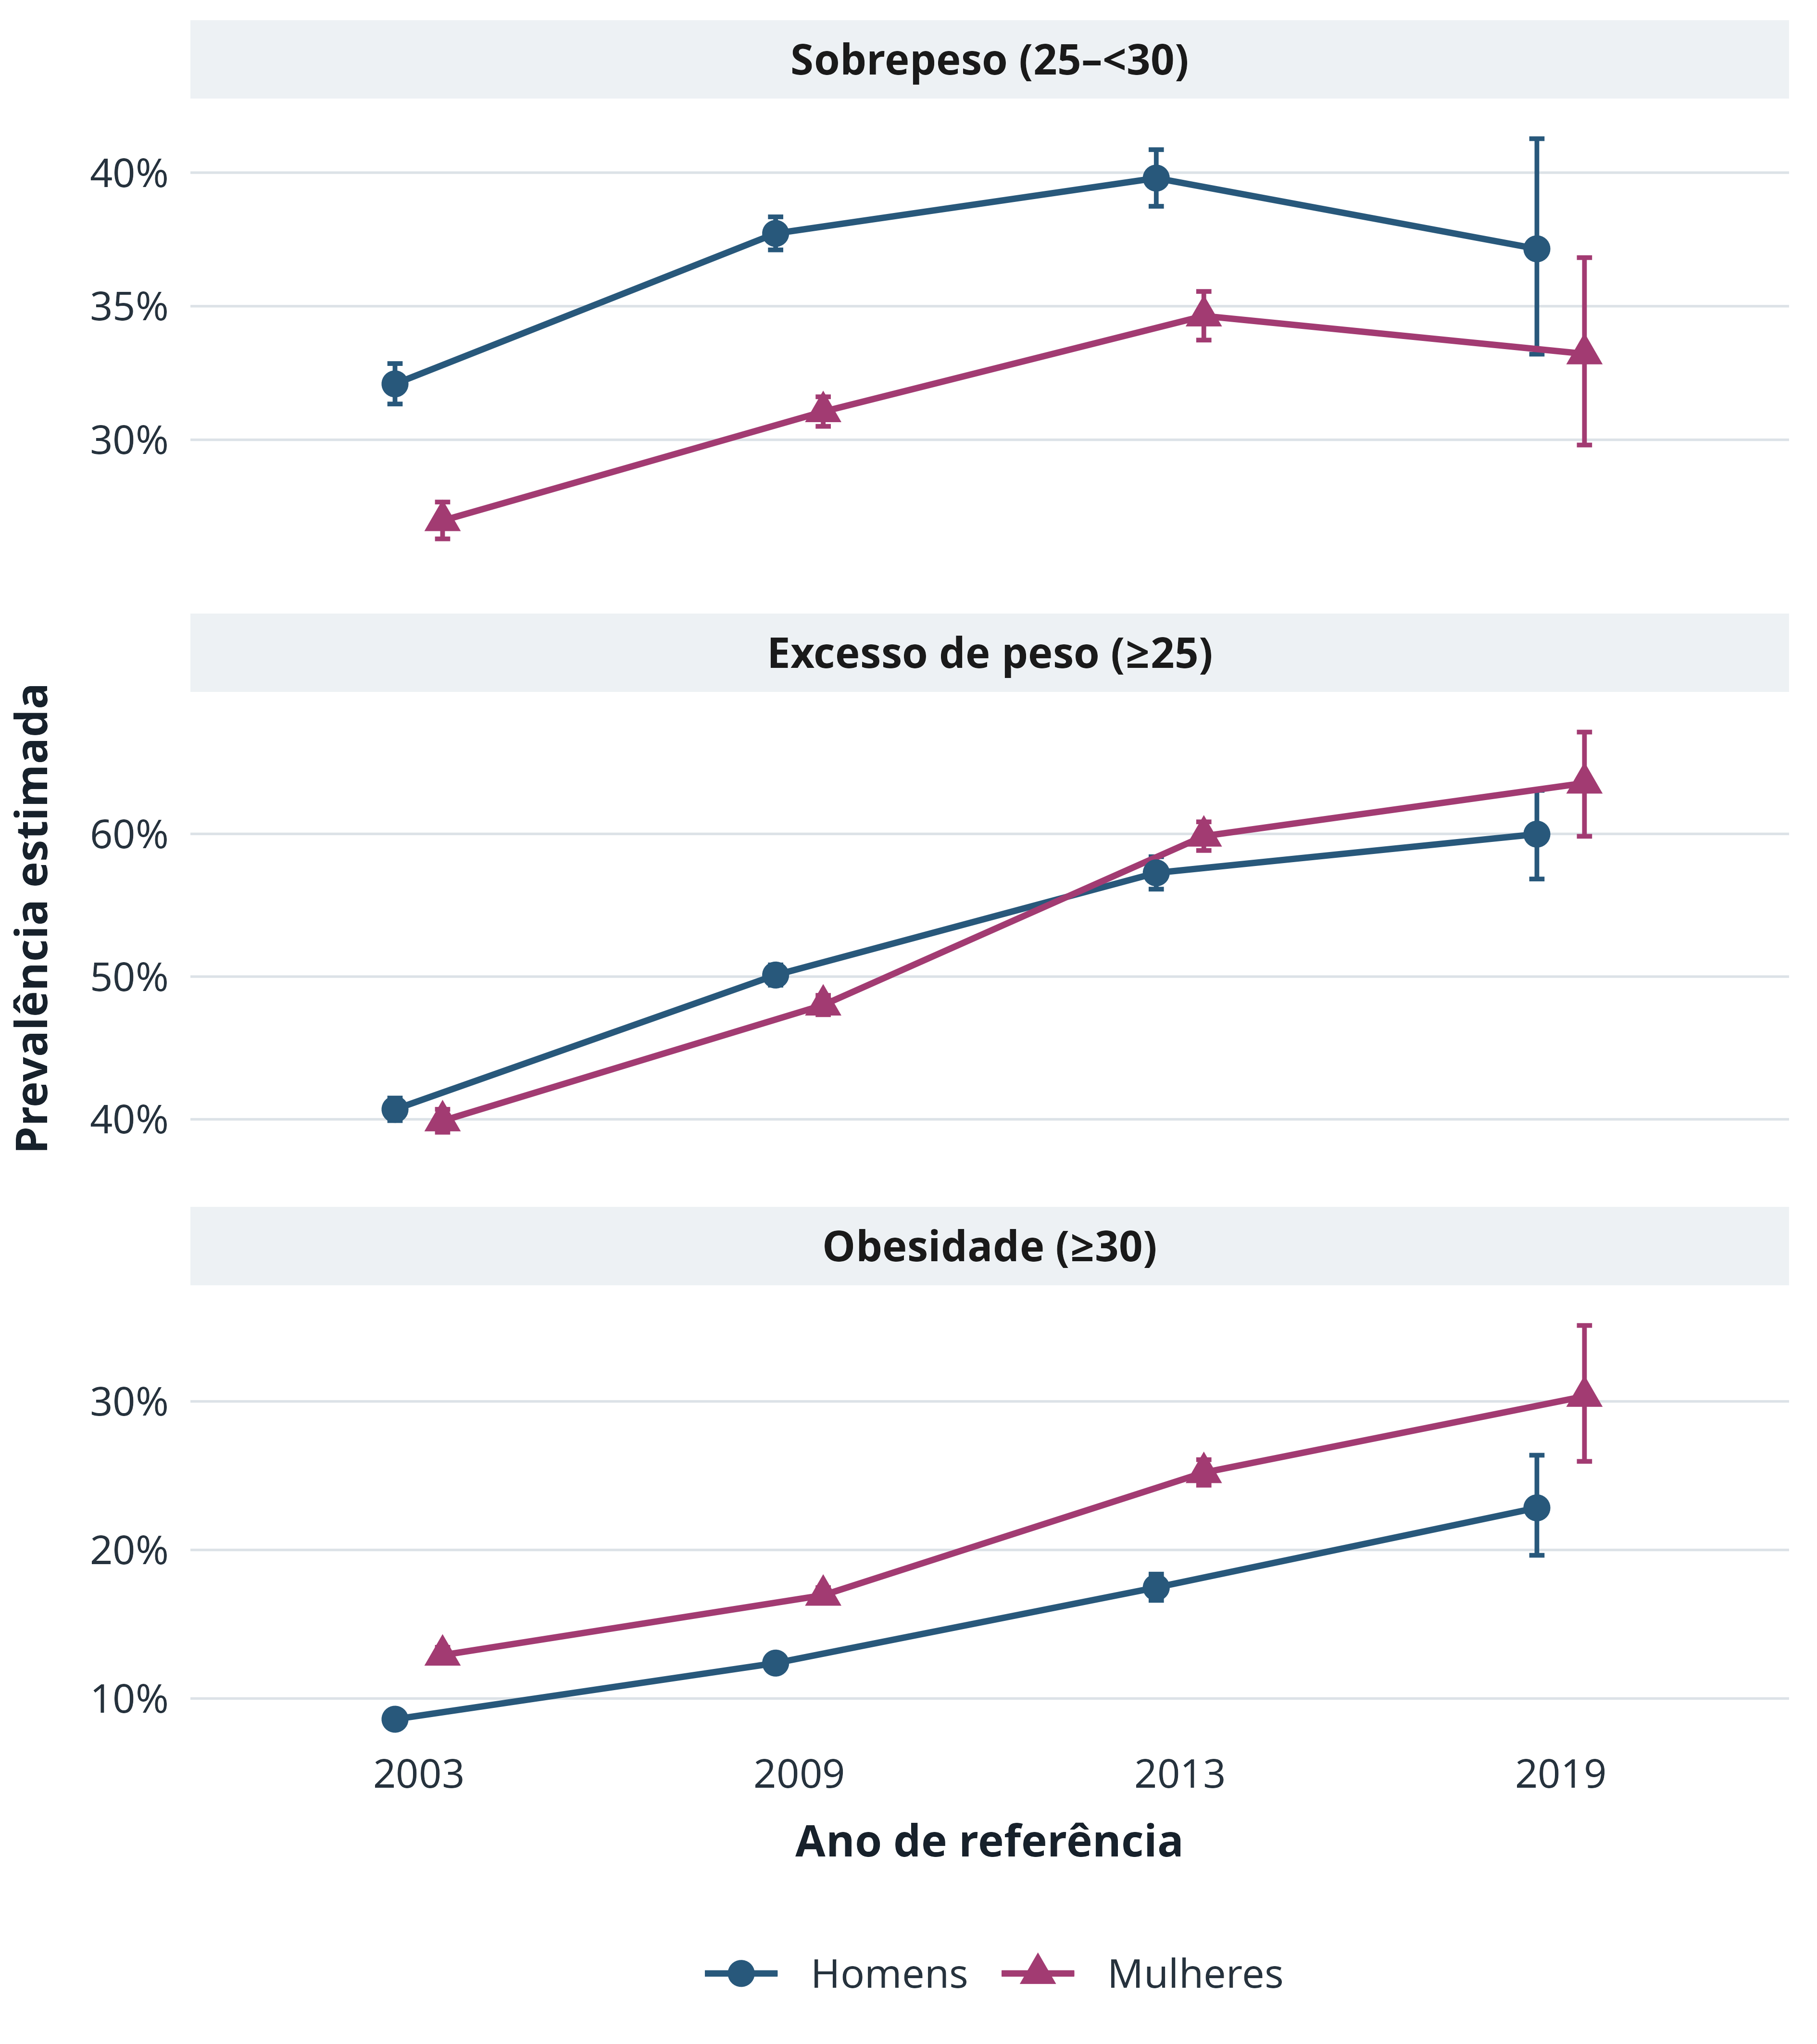 Sobrepeso (25–<30)
40%
35%
30%
Excesso de peso (≥25)
60%
50%
40%
Prevalência estimada
Obesidade (≥30)
30%
20%
10%
2003 2009 2013 2019
Ano de referência
Homens Mulheres